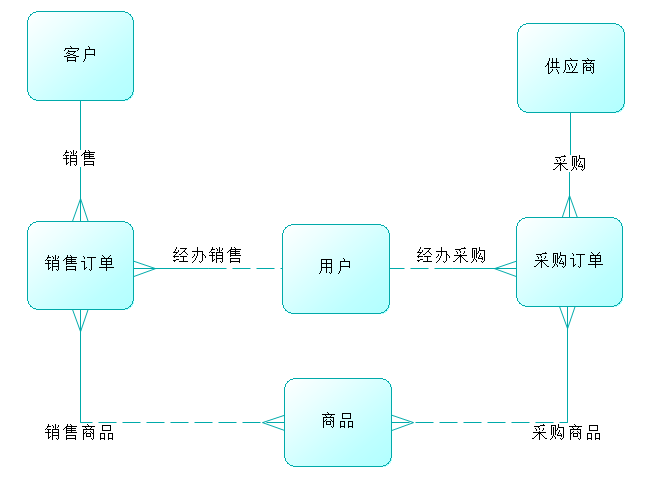 客户
供应商
销售
采购
经办销售
经办采购
销售订单
用户
采购订单
商品
销售商品
采购商品